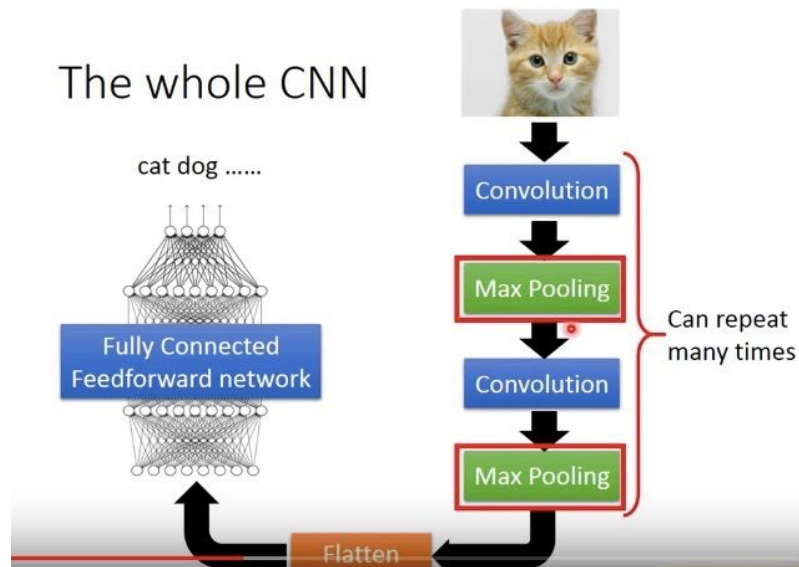 The whole CNN
cat dog ……
Fully Connected
Feedforward network
Convolution
Max Pooling
Convolution
Max Pooling
Can repeat
many times
Flatten